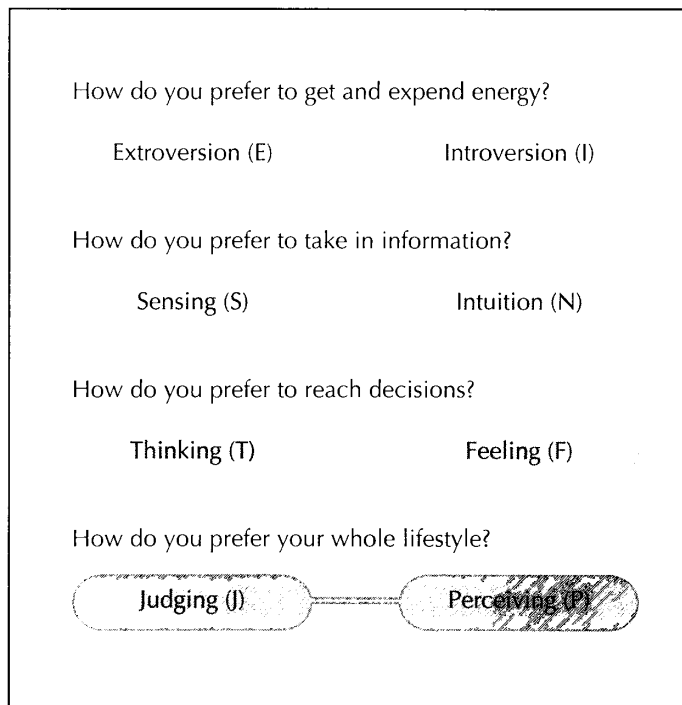 How do you prefer to get and expend energy?
Extroversion (E) Introversion (I)
How do you prefer to take in information?
Sensing (S) Intuition (N)
How do you prefer to reach decisions?
Thinking (T) Feeling (F)
How do you prefer your whole lifestyle?
Judging (J) Perceiving (P)